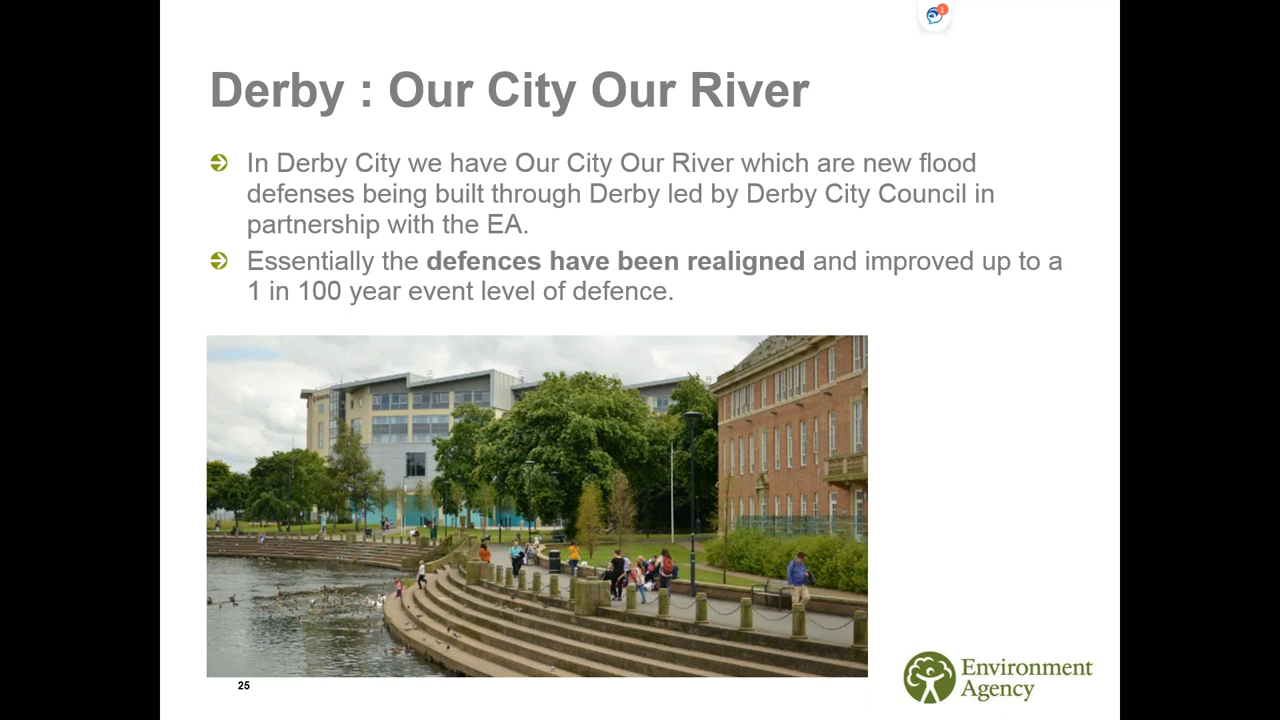 1
Derby : Our City Our River
In Derby City we have Our City Our River which are new flood
defenses being built through Derby led by Derby City Council in
partnership with the EA.
Essentially the defences have been realigned and improved up to a
1 in 100 year event level of defence.
25
Environment
Agency